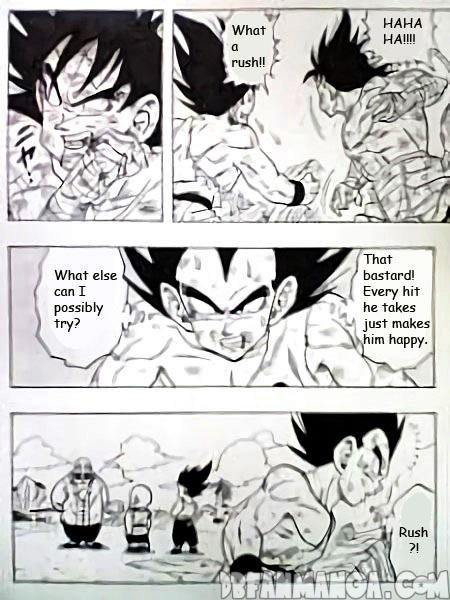 What
a
rush!!
HAHA
HA!!!!
What else
can I
possibly
try?
That
bastard!
Every hit
he takes
just makes
him happy.
Rush
?!
DBFANMANGA.COM